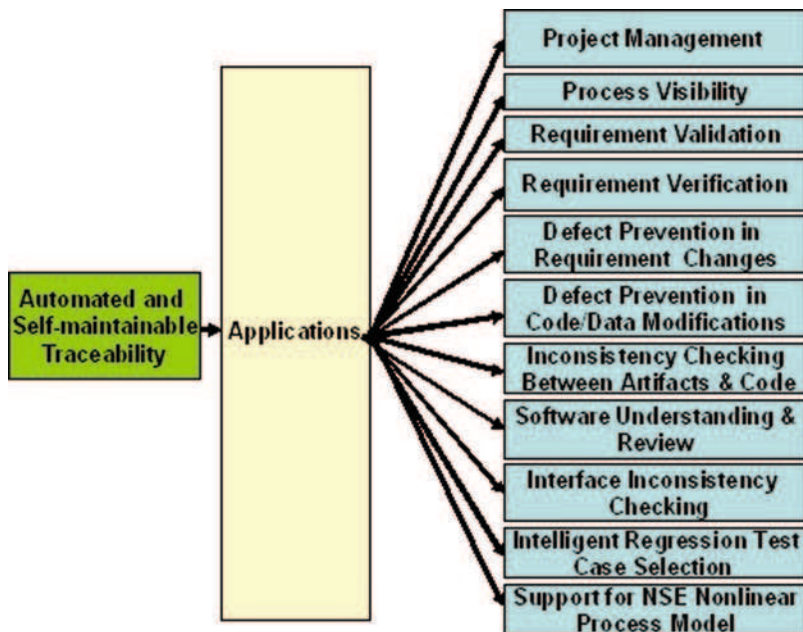 Automated and
Self-maintainable
Traceability
Applications
Project Management
Process Visibility
Requirement Validation
Requirement Verification
Defect Prevention in
Requirement Changes
Defect Prevention in
Code/Data Modifications
Inconsistency Checking
Between Artifacts & Code
Software Understanding &
Review
Interface Inconsistency
Checking
Intelligent Regression Test
Case Selection
Support for NSE Nonlinear
Process Model